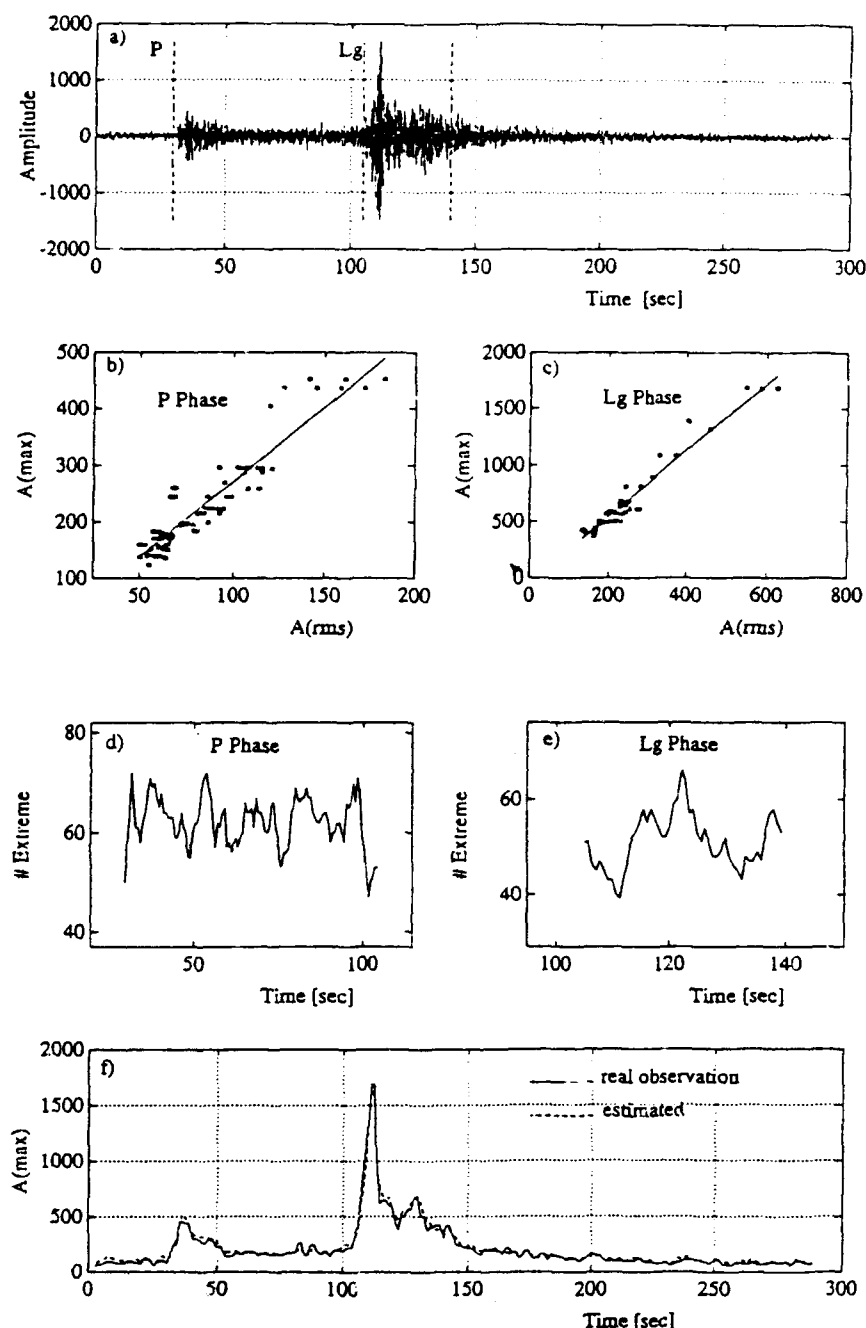 2000
a)
P
Lg
1000
0
-1000
-2000
Amplitude
0 50 100 150 200 250 300
Time [sec]
500
b)
P Phase
400
300
200
100
A(max)
50 100 150 200
A(rms)
2000
c)
Lg Phase
1500
1000
500
0
A(max)
0 200 400 600 800
A(rms)
80
d)
P Phase
60
40
# Extreme
50 100
Time [sec]
e)
Lg Phase
60
40
# Extreme
100 120 140
Time [sec]
2000
f)
real observation
1500
estimated
1000
500
0
A(max)
0 50 100 150 200 250 300
Time [sec]